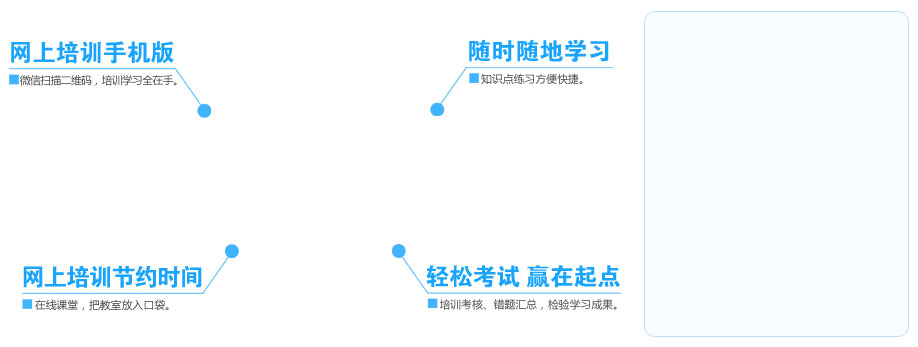 网上培训手机版
微信扫描二维码，培训学习全在手。
随时随地学习
知识点练习方便快捷。
网上培训节约时间
在线课堂，把教室放入口袋。
轻松考试 赢在起点
培训考核、错题汇总，检验学习成果。